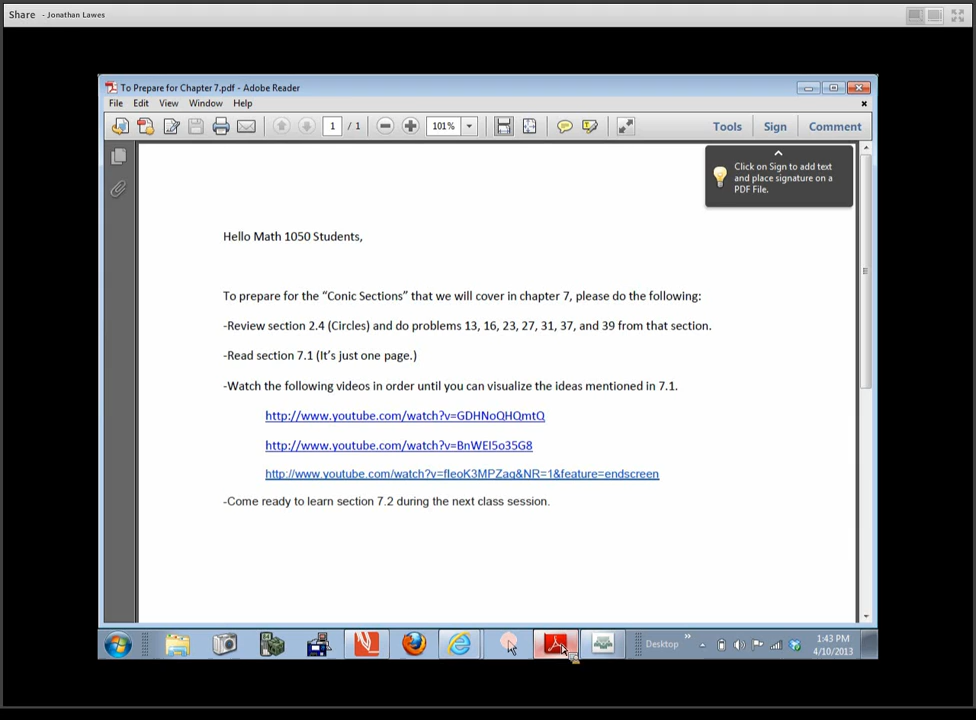 Share - Jonathan Lawes
To Prepare for Chapter 7.pdf - Adobe Reader
File Edit View Window Help
1 / 1 101% Tools Sign Comment
Click on Sign to add text
and place signature on a
PDF File.
Hello Math 1050 Students,
To prepare for the “Conic Sections” that we will cover in chapter 7, please do the following:
-Review section 2.4 (Circles) and do problems 13, 16, 23, 27, 31, 37, and 39 from that section.
-Read section 7.1 (It’s just one page.)
-Watch the following videos in order until you can visualize the ideas mentioned in 7.1.
http://www.youtube.com/watch?v=GDHNoQHQmtQ
http://www.youtube.com/watch?v=BnWEl5o35G8
http://www.youtube.com/watch?v=fIeoK3MPZag&NR=1&feature=endscreen
-Come ready to learn section 7.2 during the next class session.
Desktop
1:43 PM
4/10/2013